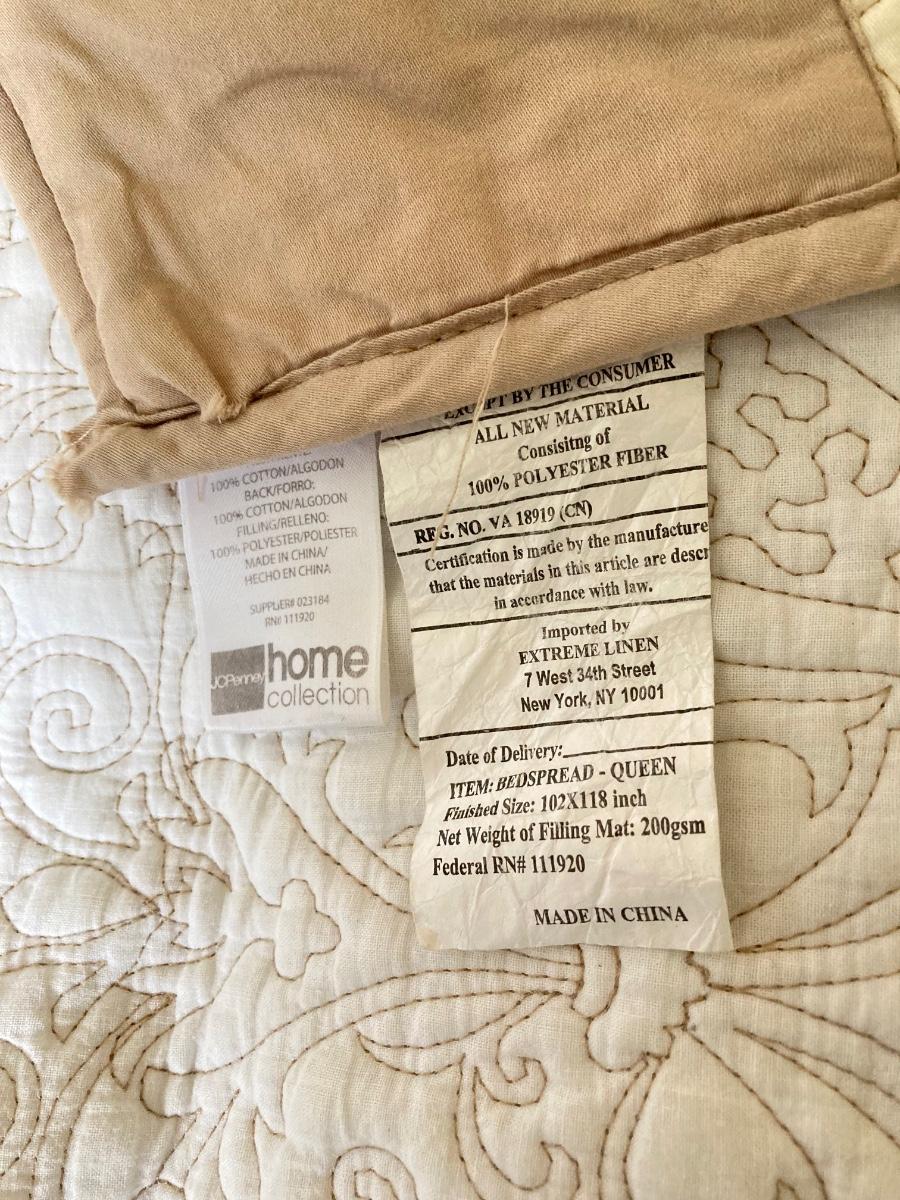 100% COTTON/ALGODON
BACK/FORRO:
100% COTTON/ALGODON
FILLING/RELLENO:
100% POLYESTER/POLIESTER
MADE IN CHINA/
HECHO EN CHINA
SUPPLIER# 023184
RN# 111920
JCPenney home
collection
EXCEPT BY THE CONSUMER
ALL NEW MATERIAL
Consisitng of
100% POLYESTER FIBER
REG. NO. VA 18919 (CN)
Certification is made by the manufacture
that the materials in this article are descr
in accordance with law.
Imported by
EXTREME LINEN
7 West 34th Street
New York, NY 10001
Date of Delivery:
ITEM: BEDSPREAD - QUEEN
Finished Size: 102X118 inch
Net Weight of Filling Mat: 200gsm
Federal RN# 111920
MADE IN CHINA